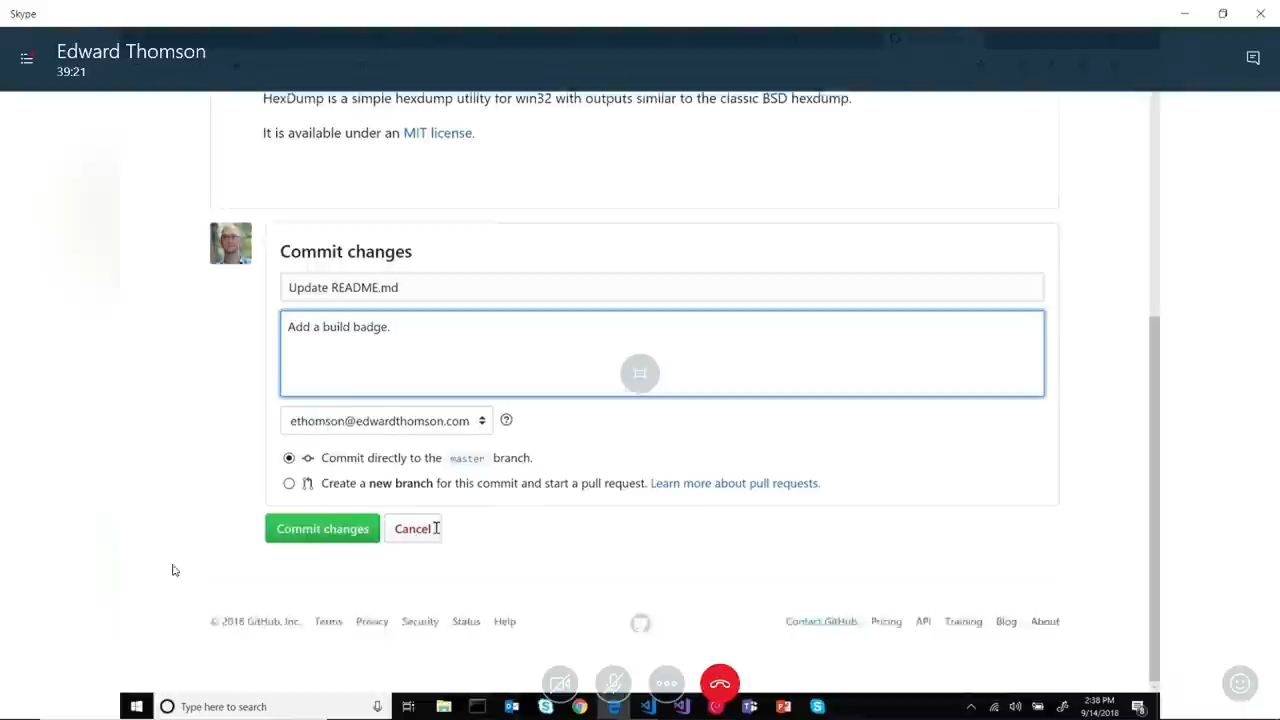 Skype
Edward Thomson
39:21
HexDump is a simple hexdump utility for win32 with outputs similar to the classic BSD hexdump.
It is available under an MIT license.
Commit changes
Update README.md
Add a build badge.
ethomson@edwardthomson.com
Commit directly to the master branch.
Create a new branch for this commit and start a pull request. Learn more about pull requests.
Commit changes Cancel
© 2018 GitHub, Inc. Terms Privacy Security Status Help Contact GitHub Pricing API Training Blog About
Type here to search
2:38 PM
9/14/2018